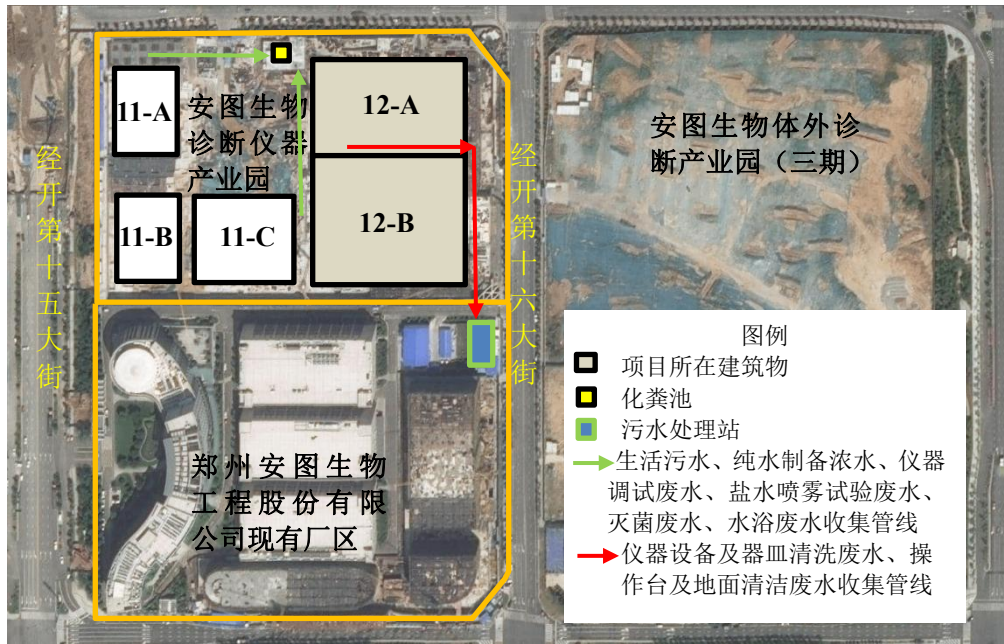 11-A
安图生物
诊断仪器
产业园
12-A
11-B
11-C
12-B
经开第十五大街
经开第十六大街
安图生物体外诊
断产业园（三期）
郑州安图生物
工程股份有限
公司现有厂区
图例
项目所在建筑物
化粪池
污水处理站
生活污水、纯水制备浓水、仪器
调试废水、盐水喷雾试验废水、
灭菌废水、水浴废水收集管线
仪器设备及器皿清洗废水、操
作台及地面清洁废水收集管线